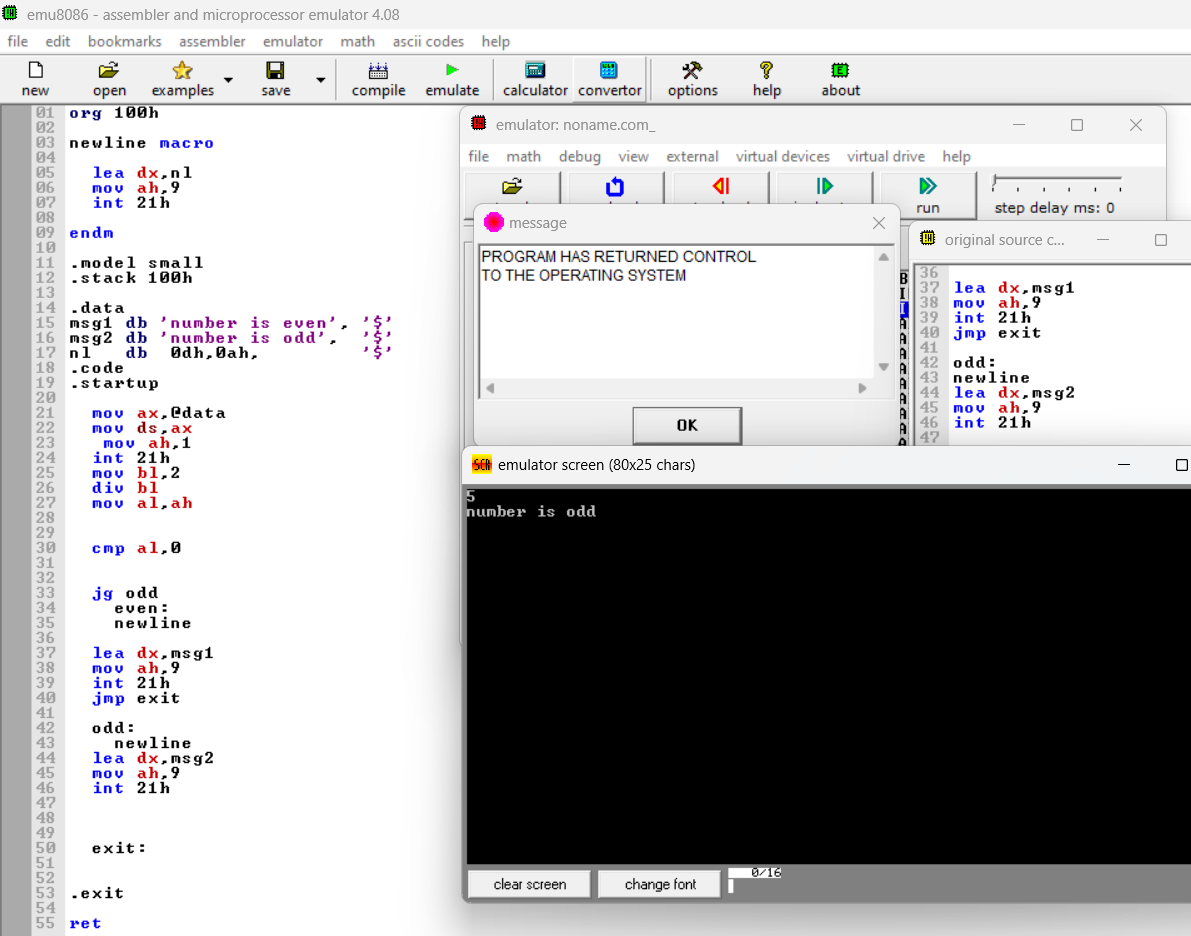 emu8086 - assembler and microprocessor emulator 4.08
file edit bookmarks assembler emulator math ascii codes help
new open examples save compile emulate calculator convertor options help about
01 org 100h
02
03 newline macro
04
05 lea dx,nl
06 mov ah,9
07 int 21h
08
09 endm
10
11 .model small
12 .stack 100h
13
14 .data
15 msg1 db 'number is even', '$'
16 msg2 db 'number is odd', '$'
17 nl db 0dh,0ah, '$'
18 .code
19 .startup
20
21 mov ax,@data
22 mov ds,ax
23 mov ah,1
24 int 21h
25 mov bl,2
26 div bl
27 mov al,ah
28
29
30 cmp al,0
31
32
33 jg odd
34 even:
35 newline
36
37 lea dx,msg1
38 mov ah,9
39 int 21h
40 jmp exit
41
42 odd:
43 newline
44 lea dx,msg2
45 mov ah,9
46 int 21h
47
48
49
50 exit:
51
52
53 .exit
54
55 ret
emulator: noname.com_
file math debug view external virtual devices virtual drive help
run
step delay ms: 0
message
PROGRAM HAS RETURNED CONTROL
TO THE OPERATING SYSTEM
OK
original source c...
36
37 lea dx,msg1
38 mov ah,9
39 int 21h
40 jmp exit
41
42 odd:
43 newline
44 lea dx,msg2
45 mov ah,9
46 int 21h
47
SCR emulator screen (80x25 chars)
5
number is odd
clear screen change font 0/16